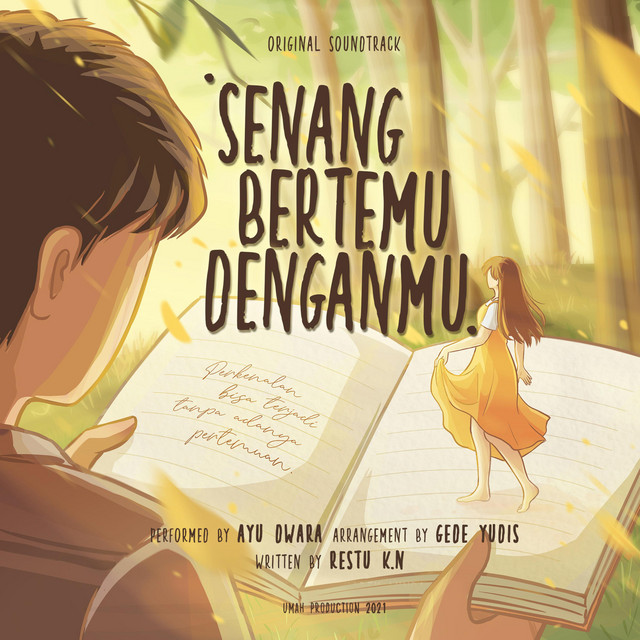 ORIGINAL SOUNDTRACK
SENANG
BERTEMU
DENGANMU.
Perkenalan
bisa terjadi
tanpa adanya
pertemuan.
PERFORMED BY AYU DWARA ARRANGEMENT BY GEDE YUDIS
WRITTEN BY RESTU K.N
UMAH PRODUCTION 2021